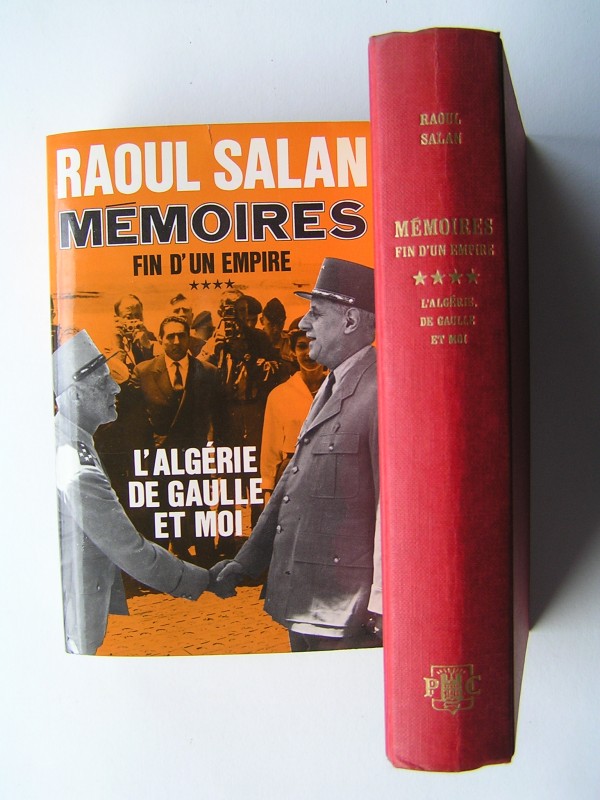 RAOUL SALAN
MÉMOIRES
FIN D'UN EMPIRE
★★★★
L'ALGÉRIE
DE GAULLE
ET MOI
RAOUL
SALAN
MÉMOIRES
FIN D'UN EMPIRE
★★★★
L'ALGÉRIE,
DE GAULLE
ET MOI
P C